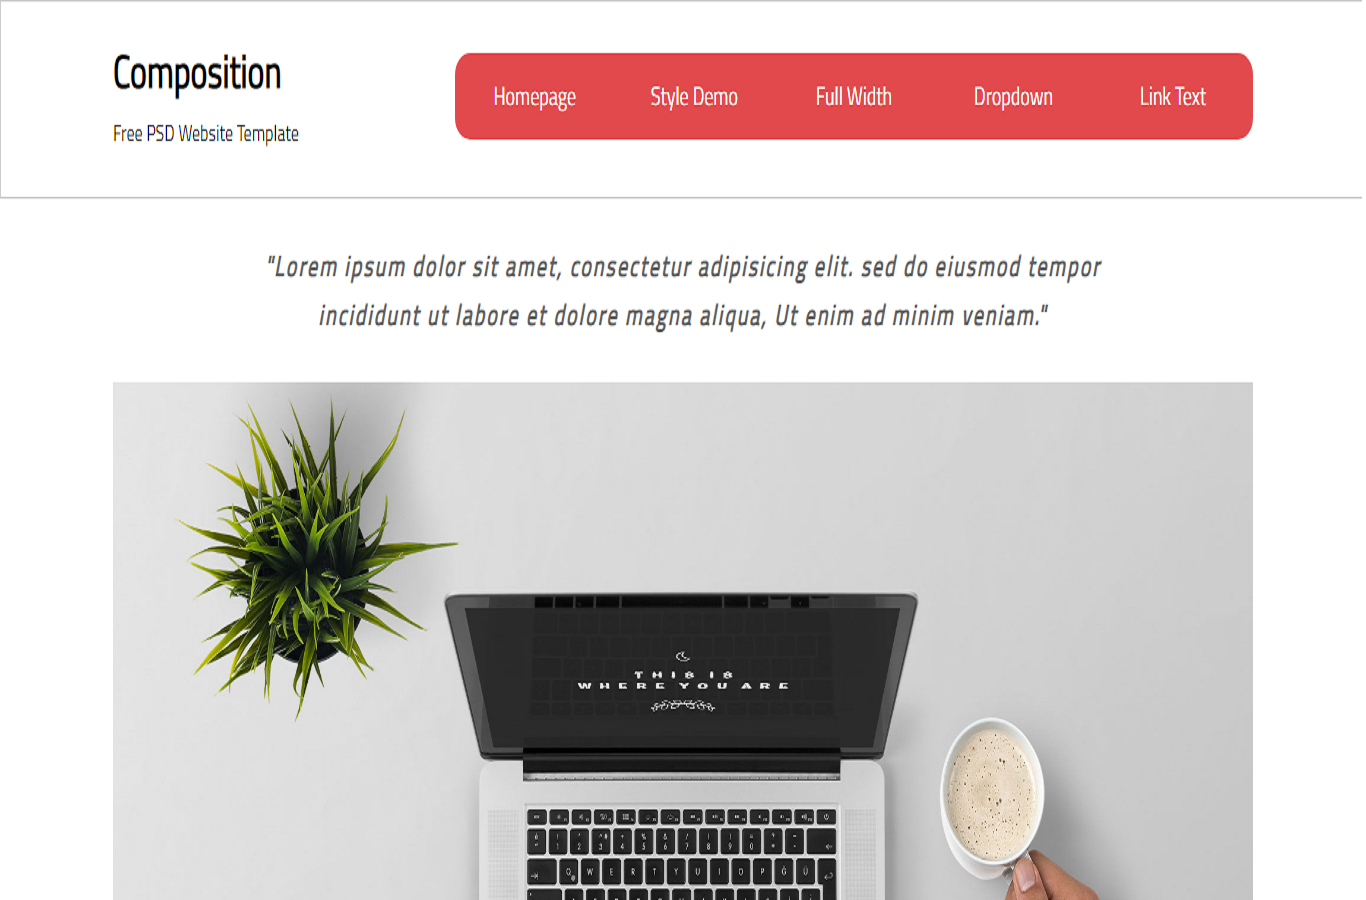 Composition
Free PSD Website Template
Homepage Style Demo Full Width Dropdown Link Text
"Lorem ipsum dolor sit amet, consectetur adipisicing elit. sed do eiusmod tempor
incididunt ut labore et dolore magna aliqua, Ut enim ad minim veniam."
THIS IS
WHERE YOU ARE
Q W E R T Y U I O P Ü